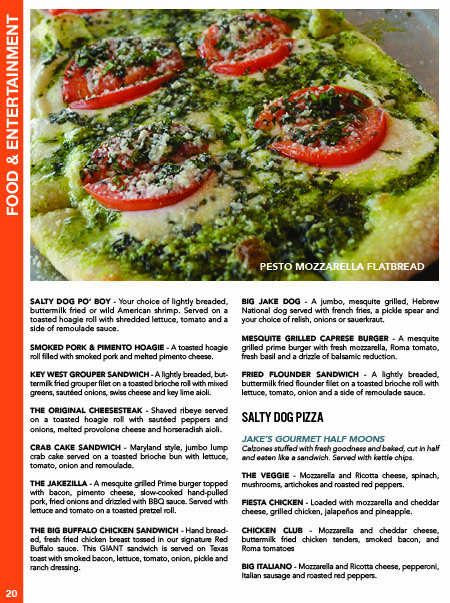 FOOD & ENTERTAINMENT
PESTO MOZZARELLA FLATBREAD
SALTY DOG PO' BOY - Your choice of lightly breaded,
buttermilk fried or wild American shrimp. Served on a
toasted hoagie roll with shredded lettuce, tomato and a
side of remoulade sauce.
SMOKED PORK & PIMENTO HOAGIE - A toasted hoagie
roll filled with smoked pork and melted pimento cheese.
KEY WEST GROUPER SANDWICH - A lightly breaded, but-
termilk fried grouper filet on a toasted brioche roll with mixed
greens, sautéed onions, swiss cheese and key lime aioli.
THE ORIGINAL CHEESESTEAK - Shaved ribeye served
on a toasted hoagie roll with sautéed peppers and
onions, melted provolone cheese and horseradish aioli.
CRAB CAKE SANDWICH - Maryland style, jumbo lump
crab cake served on a toasted brioche bun with lettuce,
tomato, onion and remoulade.
THE JAKEZILLA - A mesquite grilled Prime burger topped
with bacon, pimento cheese, slow-cooked hand-pulled
pork, fried onions and drizzled with BBQ sauce. Served with
lettuce and tomato on a toasted pretzel roll.
THE BIG BUFFALO CHICKEN SANDWICH - Hand bread-
ed, fresh fried chicken breast tossed in our signature Red
Buffalo sauce. This GIANT sandwich is served on Texas
toast with smoked bacon, lettuce, tomato, onion, pickle and
ranch dressing.
BIG JAKE DOG - A jumbo, mesquite grilled, Hebrew
National dog served with french fries, a pickle spear and
your choice of relish, onions or sauerkraut.
MESQUITE GRILLED CAPRESE BURGER - A mesquite
grilled prime burger with fresh mozzarella, Roma tomato,
fresh basil and a drizzle of balsamic reduction.
FRIED FLOUNDER SANDWICH - A lightly breaded,
buttermilk fried flounder filet on a toasted brioche roll with
lettuce, tomato, onion and a side of remoulade sauce.
SALTY DOG PIZZA
JAKE'S GOURMET HALF MOONS
Calzones stuffed with fresh goodness and baked, cut in half
and eaten like a sandwich. Served with kettle chips.
THE VEGGIE - Mozzarella and Ricotta cheese, spinach,
mushrooms, artichokes and roasted red peppers.
FIESTA CHICKEN - Loaded with mozzarella and cheddar
cheese, grilled chicken, jalapeños and pineapple.
CHICKEN CLUB - Mozzarella and cheddar cheese,
buttermilk fried chicken tenders, smoked bacon, and
Roma tomatoes
BIG ITALIANO - Mozzarella and Ricotta cheese, pepperoni,
Italian sausage and roasted red peppers.
20